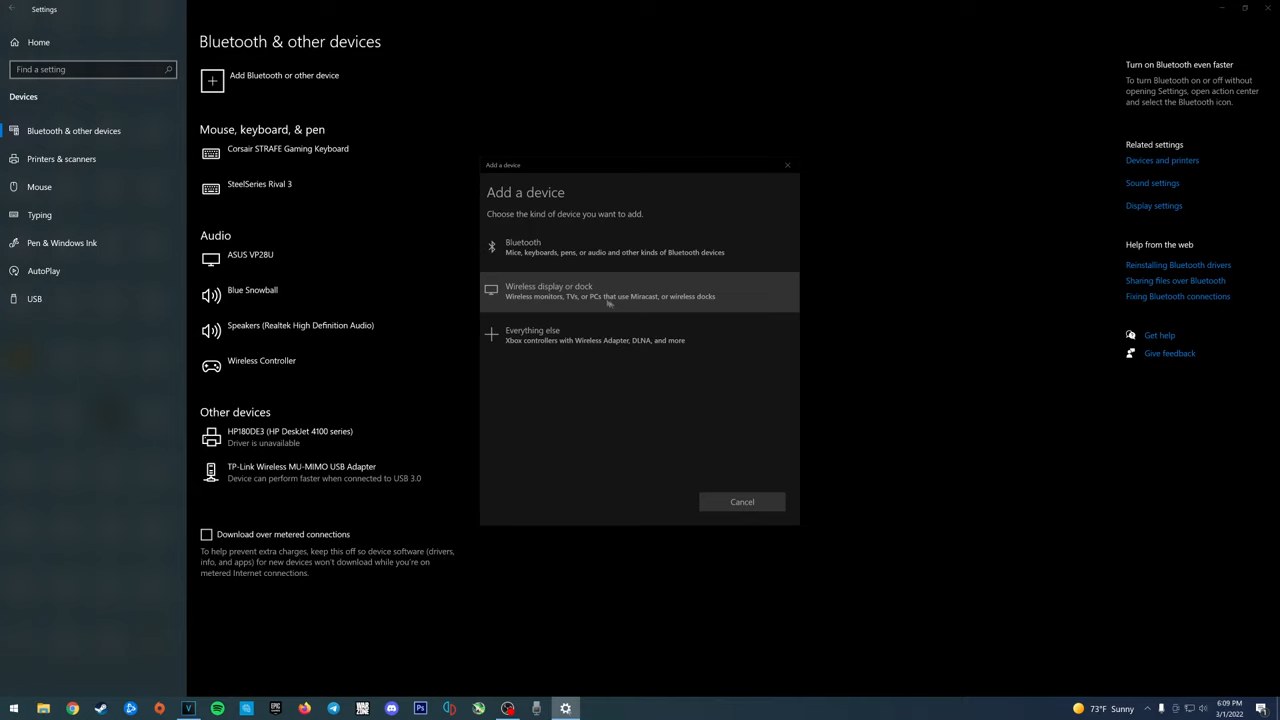 Settings
Home
Find a setting
Devices
Bluetooth & other devices
Printers & scanners
Mouse
Typing
Pen & Windows Ink
AutoPlay
USB
Bluetooth & other devices
Add Bluetooth or other device
Mouse, keyboard, & pen
Corsair STRAFE Gaming Keyboard
SteelSeries Rival 3
Audio
ASUS VP28U
Blue Snowball
Speakers (Realtek High Definition Audio)
Wireless Controller
Other devices
HP180DE3 (HP DeskJet 4100 series)
Driver is unavailable
TP-Link Wireless MU-MIMO USB Adapter
Device can perform faster when connected to USB 3.0
Download over metered connections
To help prevent extra charges, keep this off so device software (drivers,
info, and apps) for new devices won't download while you're on
metered Internet connections.
Add a device
Add a device
Choose the kind of device you want to add.
Bluetooth
Mice, keyboards, pens, or audio and other kinds of Bluetooth devices
Wireless display or dock
Wireless monitors, TVs, or PCs that use Miracast, or wireless docks
Everything else
Xbox controllers with Wireless Adapter, DLNA, and more
Cancel
Turn on Bluetooth even faster
To turn Bluetooth on or off without
opening Settings, open action center
and select the Bluetooth icon.
Related settings
Devices and printers
Sound settings
Display settings
Help from the web
Reinstalling Bluetooth drivers
Sharing files over Bluetooth
Fixing Bluetooth connections
Get help
Give feedback
V
EPIC
Ps
73°F Sunny
6:09 PM
3/1/2022